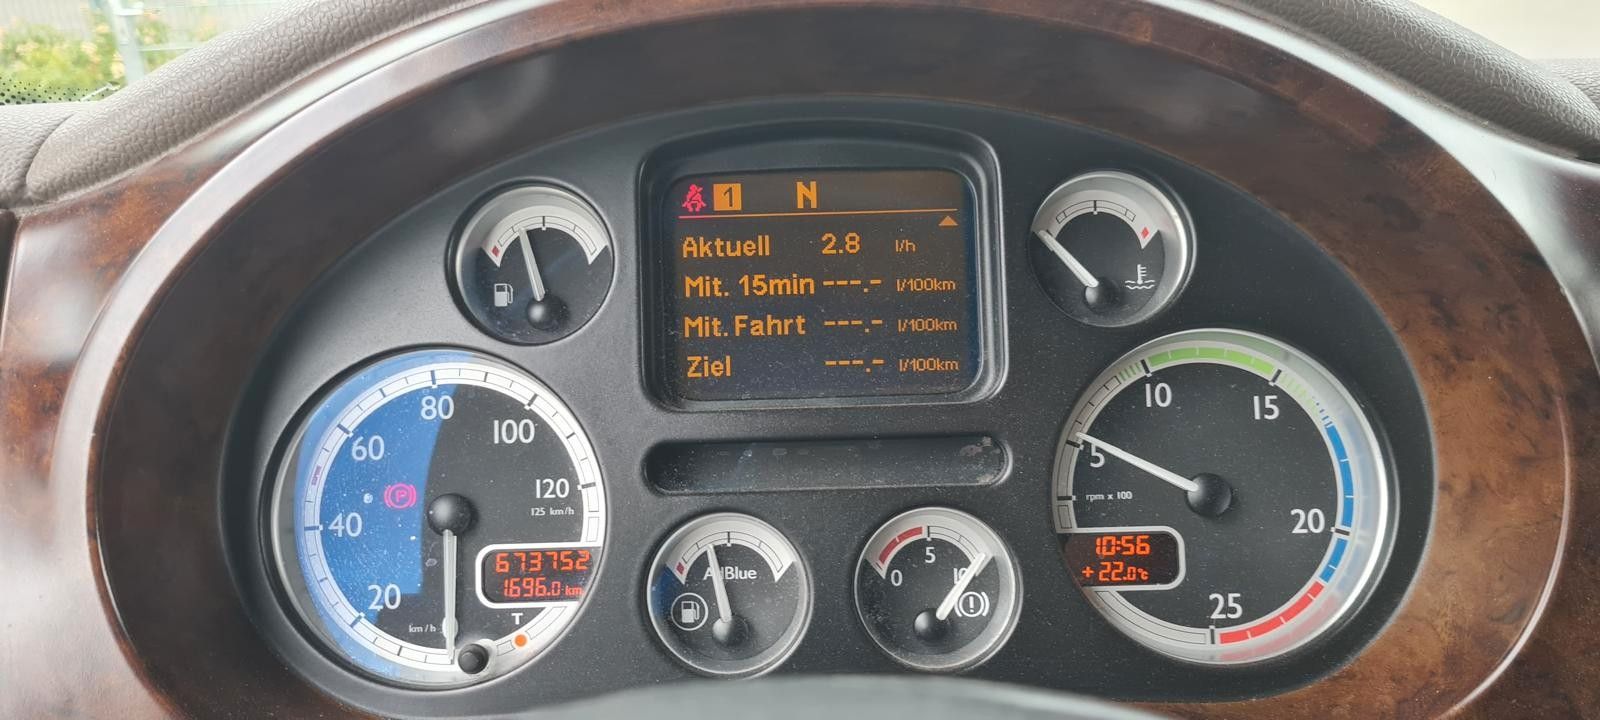 1 N
Aktuell 2.8 l/h
Mit. 15min ---.- l/100km
Mit. Fahrt ---.- l/100km
Ziel ---.- l/100km
20
40
60
80
100
120
125 km/h
km/h
P
673752
1696.0 km
T
AdBlue
0
5
10
5
10
15
20
25
rpm x 100
10:56
+22.0°c